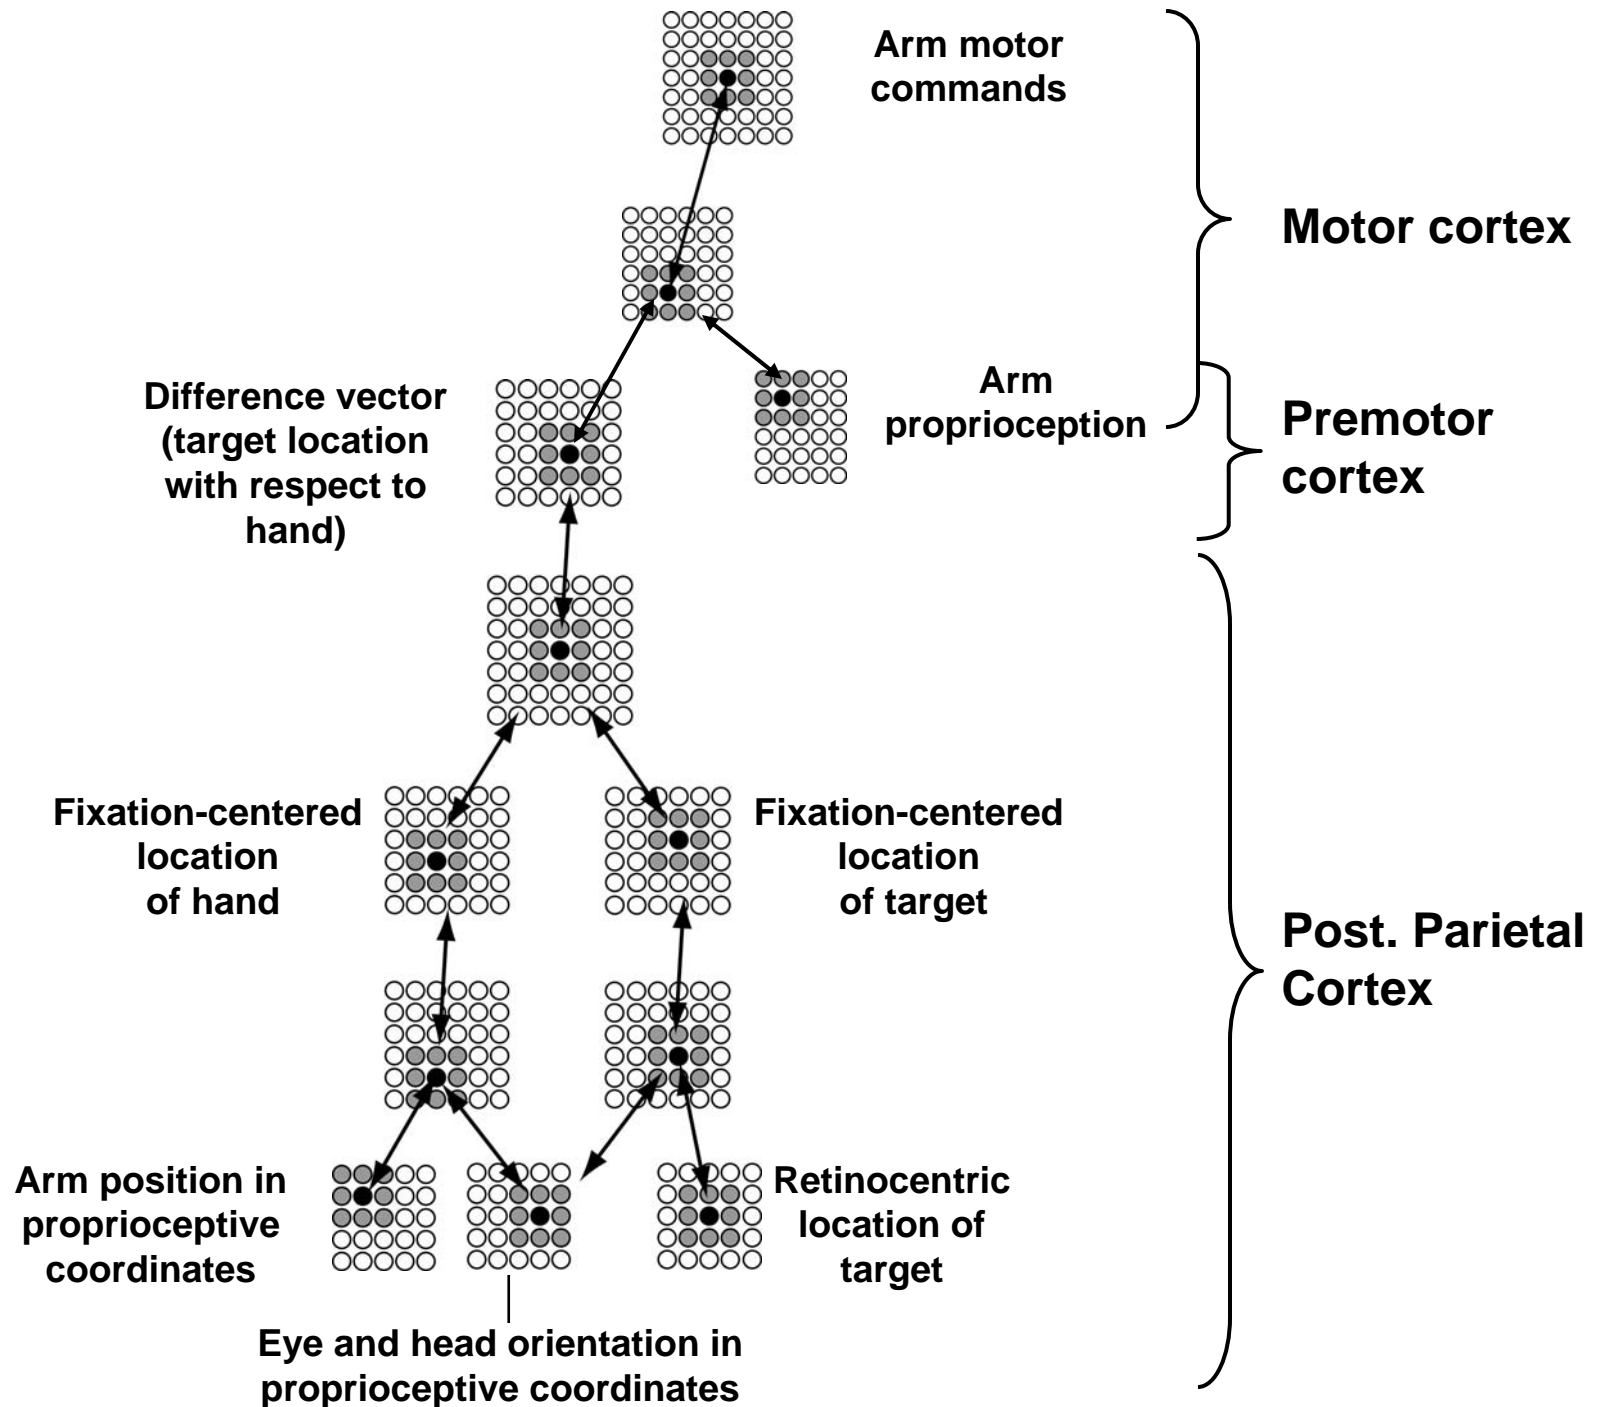 Arm motor
commands
Motor cortex
Difference vector
(target location
with respect to
hand)
Arm
proprioception
Premotor
cortex
Fixation-centered
location
of hand
Fixation-centered
location
of target
Post. Parietal
Cortex
Arm position in
proprioceptive
coordinates
Retinocentric
location of
target
Eye and head orientation in
proprioceptive coordinates